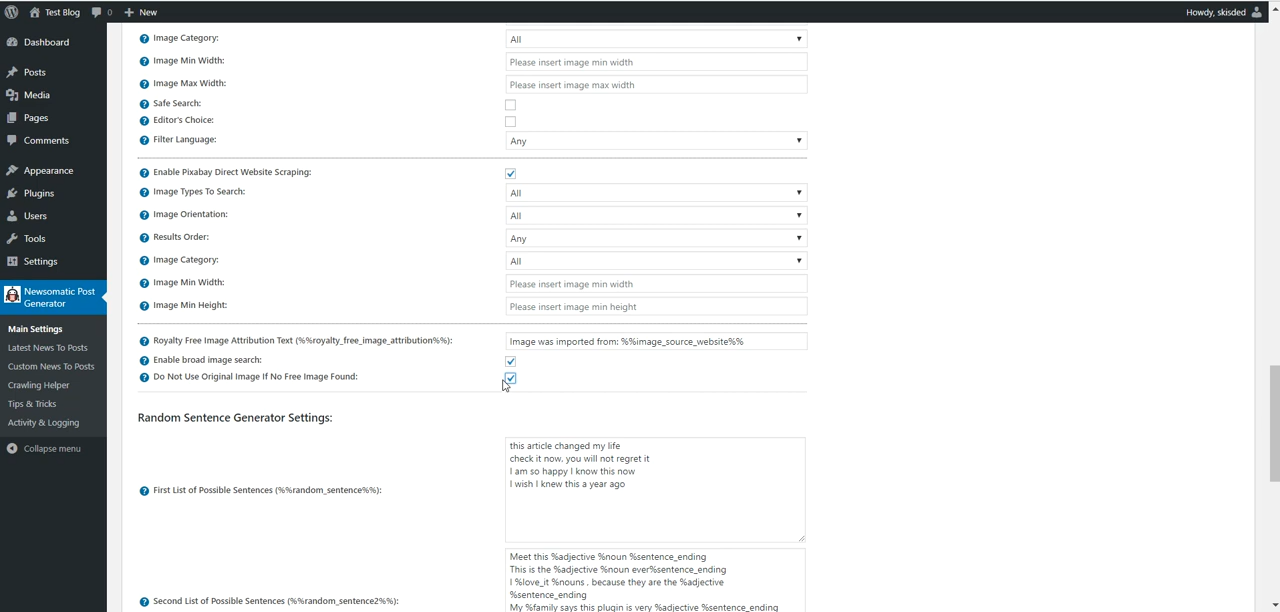 Test Blog 0 + New Howdy, skisded
Dashboard
Posts
Media
Pages
Comments
Appearance
Plugins
Users
Tools
Settings
Newsomatic Post
Generator
Main Settings
Latest News To Posts
Custom News To Posts
Crawling Helper
Tips & Tricks
Activity & Logging
Collapse menu
Image Category: All
Image Min Width: Please insert image min width
Image Max Width: Please insert image max width
Safe Search:
Editor's Choice:
Filter Language: Any
Enable Pixabay Direct Website Scraping:
Image Types To Search: All
Image Orientation: All
Results Order: Any
Image Category: All
Image Min Width: Please insert image min width
Image Min Height: Please insert image min height
Royalty Free Image Attribution Text (%%royalty_free_image_attribution%%): Image was imported from: %%image_source_website%%
Enable broad image search:
Do Not Use Original Image If No Free Image Found:
Random Sentence Generator Settings:
First List of Possible Sentences (%%random_sentence%%):
this article changed my life
check it now, you will not regret it
I am so happy I know this now
I wish I knew this a year ago
Second List of Possible Sentences (%%random_sentence2%%):
Meet this %adjective %noun %sentence_ending
This is the %adjective %noun ever%sentence_ending
I %love_it %nouns , because they are the %adjective
%sentence_ending
My %family says this plugin is very %adjective %sentence_ending